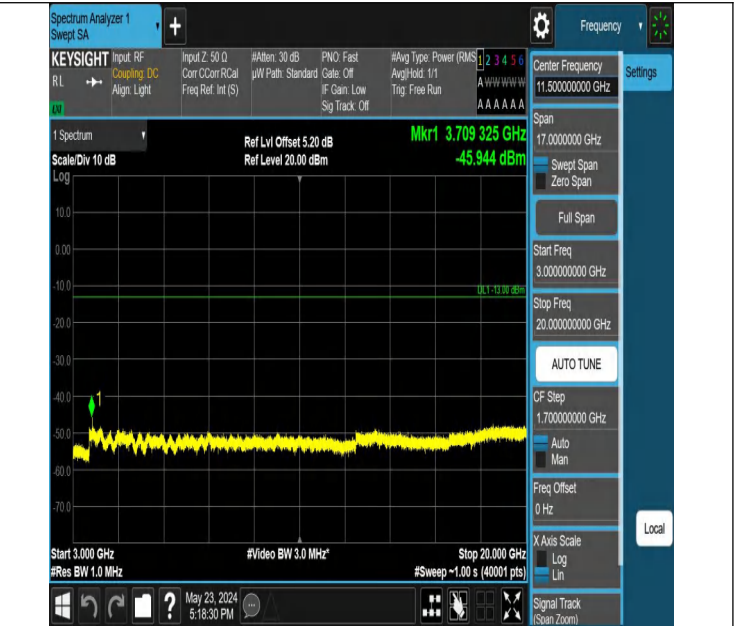 Spectrum Analyzer 1
Swept SA
+
Frequency
KEYSIGHT
R L
Input: RF
Coupling: DC
Align: Light
Input Z: 50 Ω
Corr CCorr RCal
Freq Ref: Int (S)
#Atten: 30 dB
µW Path: Standard
PNO: Fast
Gate: Off
IF Gain: Low
Sig Track: Off
#Avg Type: Power (RMS
Avg|Hold: 1/1
Trig: Free Run
1 2 3 4 5 6
A W W W W W
A A A A A A
1 Spectrum
Scale/Div 10 dB
Log
Ref Lvl Offset 5.20 dB
Ref Level 20.00 dBm
Mkr1 3.709 325 GHz
-45.944 dBm
10.0
0.00
-10.0
DL1 -13.00 dBm
-20.0
-30.0
-40.0
1
-50.0
-60.0
-70.0
Start 3.000 GHz
#Res BW 1.0 MHz
#Video BW 3.0 MHz*
Stop 20.000 GHz
#Sweep ~1.00 s (40001 pts)
?
May 23, 2024
5:18:30 PM
Center Frequency
11.500000000 GHz
Settings
Span
17.0000000 GHz
Swept Span
Zero Span
Full Span
Start Freq
3.000000000 GHz
Stop Freq
20.000000000 GHz
AUTO TUNE
CF Step
1.700000000 GHz
Auto
Man
Freq Offset
0 Hz
X Axis Scale
Log
Lin
Local
Signal Track
(Span Zoom)